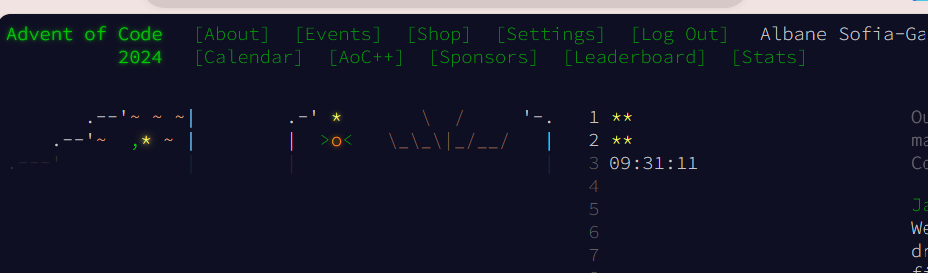 Advent of Code [About] [Events] [Shop] [Settings] [Log Out] Albane Sofia-Ga
2024 [Calendar] [AoC++] [Sponsors] [Leaderboard] [Stats]
.--'~ ~ ~| .-' * \ / '-. 1 **
.--'~ ,* ~ | | >o< \_\_\|_/__/ | 2 **
.---' | | | 3 09:31:11
4
5
6
7
Ou
ma
Co
Ja
We
dr